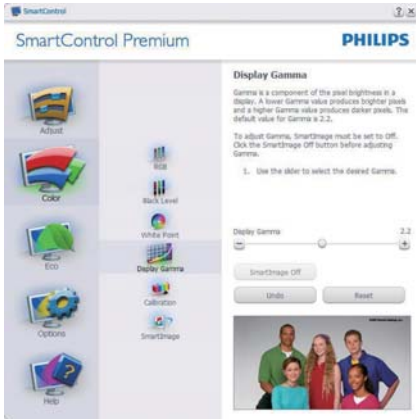 SmartControl
SmartControl Premium
PHILIPS
Adjust
Color
Eco
Options
Help
RGB
Black Level
White Point
Display Gamma
Calibration
SmartImage
Display Gamma
Gamma is a component of the pixel brightness in a
display. A lower Gamma value produces brighter pixels
and a higher Gamma value produces darker pixels. The
default value for Gamma is 2.2.
To adjust Gamma, SmartImage must be set to Off.
Click the SmartImage Off button before adjusting
Gamma.
1. Use the slider to select the desired Gamma.
Display Gamma 2.2
SmartImage Off
Undo Reset